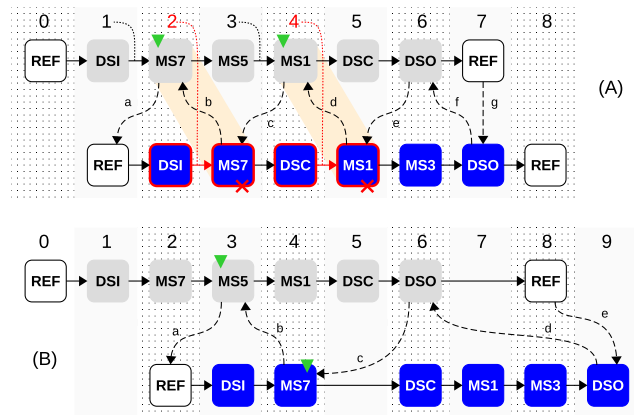 0 1 2 3 4 5 6 7 8
REF DSI MS7 MS5 MS1 DSC DSO REF
(A)
a b c d e f g
REF DSI MS7 DSC MS1 MS3 DSO REF
0 1 2 3 4 5 6 7 8 9
REF DSI MS7 MS5 MS1 DSC DSO REF
a b c d e
(B)
REF DSI MS7 DSC MS1 MS3 DSO